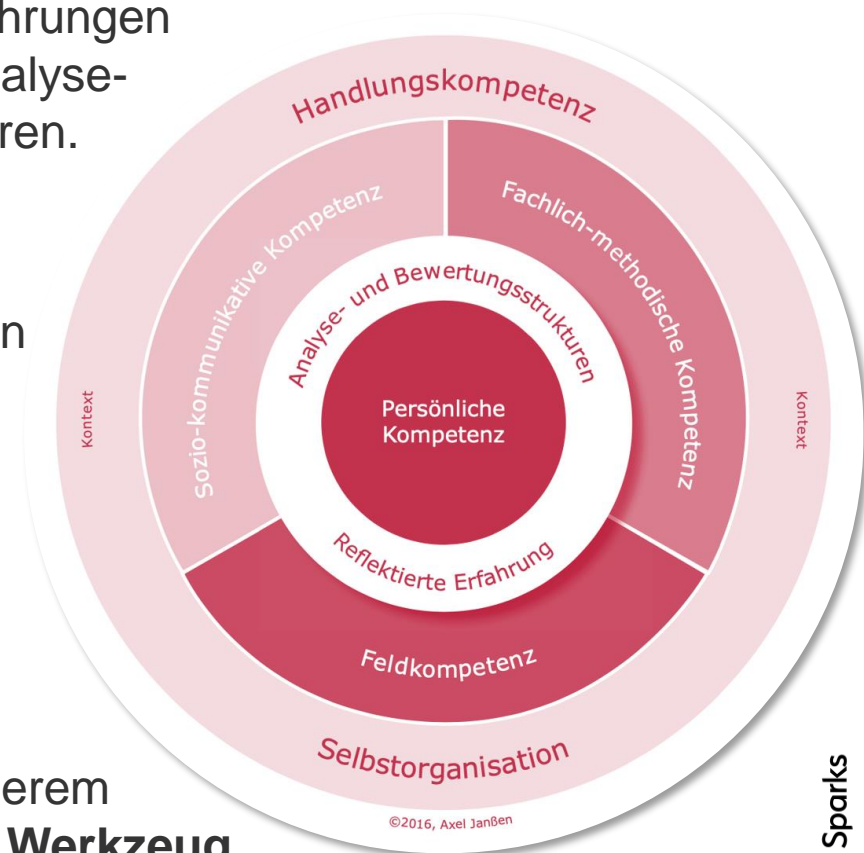 hrungen
alyse-
ren.
n
erem
Werkzeug
Handlungskompetenz
Sozio-kommunikative Kompetenz
Fachlich-methodische Kompetenz
Analyse- und Bewertungsstrukturen
Kontext
Persönliche
Kompetenz
Kontext
Reflektierte Erfahrung
Feldkompetenz
Selbstorganisation
©2016, Axel Janßen
Sparks